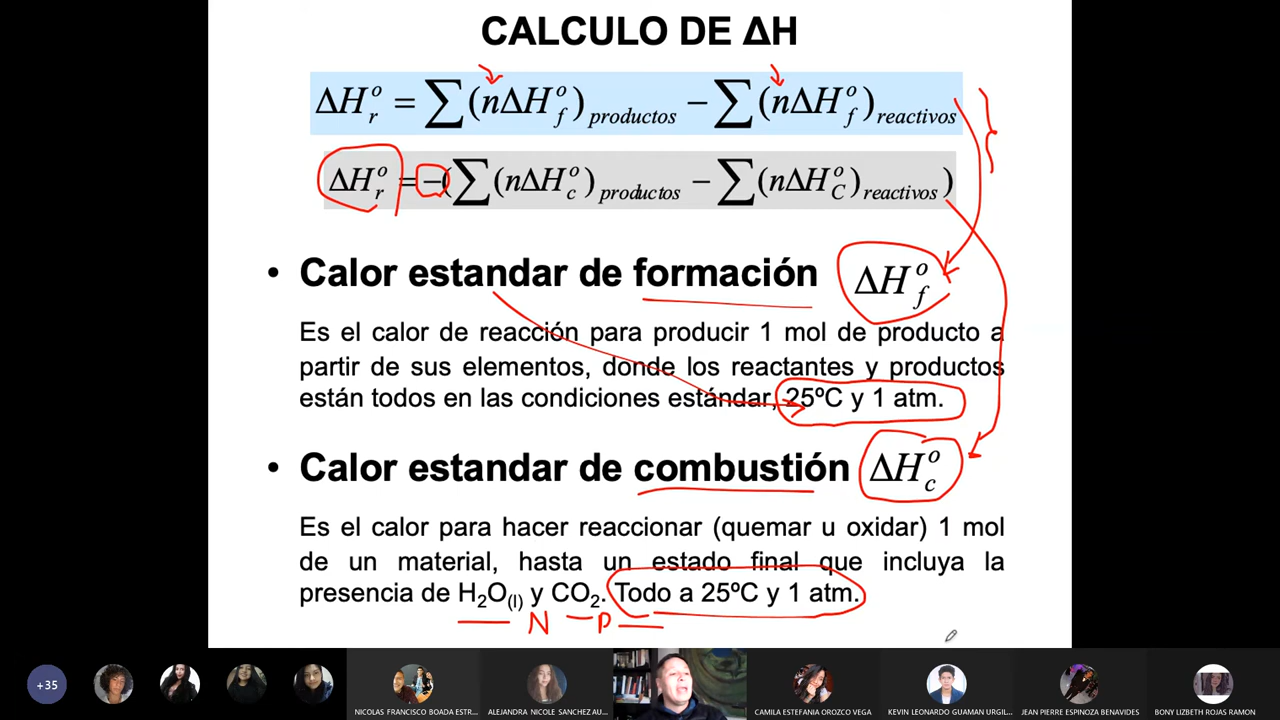 CALCULO DE ΔH
ΔH°r = ∑(nΔH°f)productos − ∑(nΔH°f)reactivos
ΔH°r = −(∑(nΔH°c)productos − ∑(nΔH°C)reactivos)
• Calor estandar de formación ΔH°f
Es el calor de reacción para producir 1 mol de producto a
partir de sus elementos, donde los reactantes y productos
están todos en las condiciones estándar, 25ºC y 1 atm.
• Calor estandar de combustión ΔH°c
Es el calor para hacer reaccionar (quemar u oxidar) 1 mol
de un material, hasta un estado final que incluya la
presencia de H2O(l) y CO2. Todo a 25ºC y 1 atm.
N P
+35
NICOLAS FRANCISCO BOADA ESTR...
ALEJANDRA NICOLE SANCHEZ AU...
CAMILA ESTEFANIA OROZCO VEGA
KEVIN LEONARDO GUAMAN URGIL...
JEAN PIERRE ESPINOZA BENAVIDES
BONY LIZBETH ROJAS RAMON